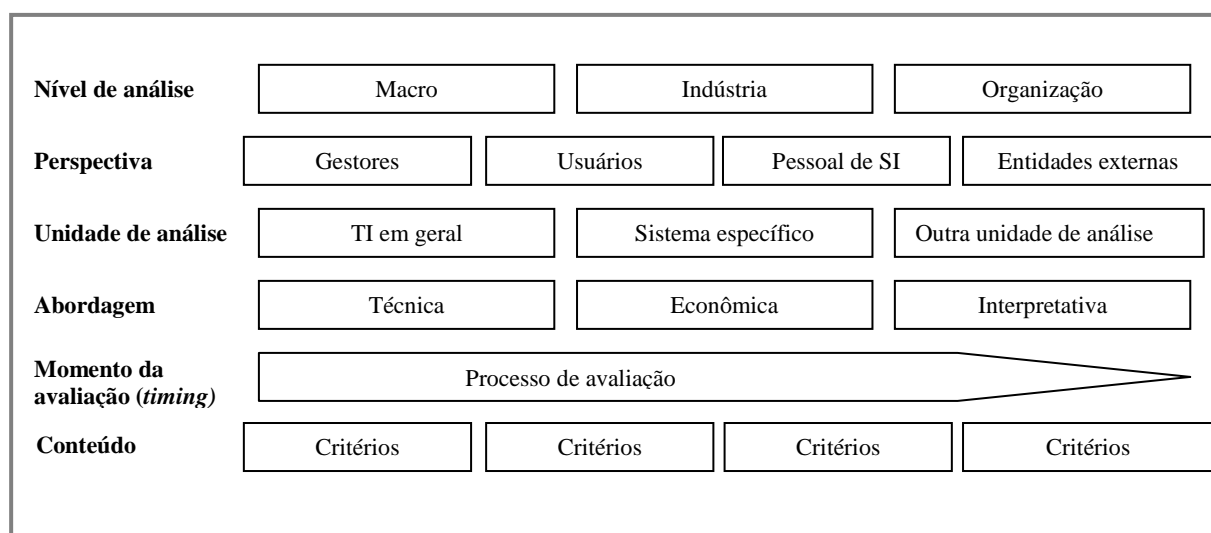 Nível de análise Macro Indústria Organização
Perspectiva Gestores Usuários Pessoal de SI Entidades externas
Unidade de análise TI em geral Sistema específico Outra unidade de análise
Abordagem Técnica Econômica Interpretativa
Momento da
avaliação (timing) Processo de avaliação
Conteúdo Critérios Critérios Critérios Critérios